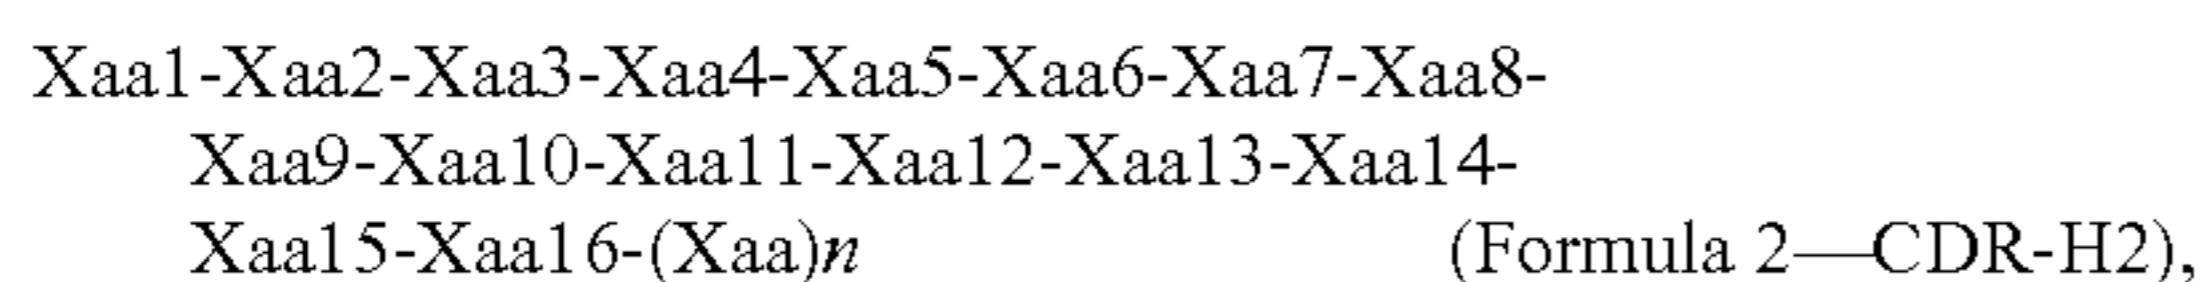 Xaa1-Xaa2-Xaa3-Xaa4-Xaa5-Xaa6-Xaa7-Xaa8-
Xaa9-Xaa10-Xaa11-Xaa12-Xaa13-Xaa14-
Xaa15-Xaa16-(Xaa)n (Formula 2—CDR-H2),